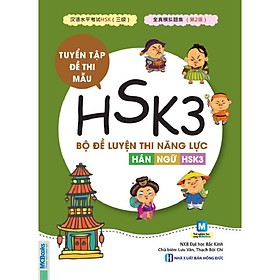 汉语水平考试HSK（三级）
全真模拟题集（第2版）
TUYỂN TẬP
ĐỀ THI
MẪU
HSK3
BỘ ĐỀ LUYỆN THI NĂNG LỰC
HÁN NGỮ HSK3
MCBooks
NXB Đại học Bắc Kinh
Chủ biên: Lưu Vân, Thạch Bội Chi
NHÀ XUẤT BẢN HỒNG ĐỨC